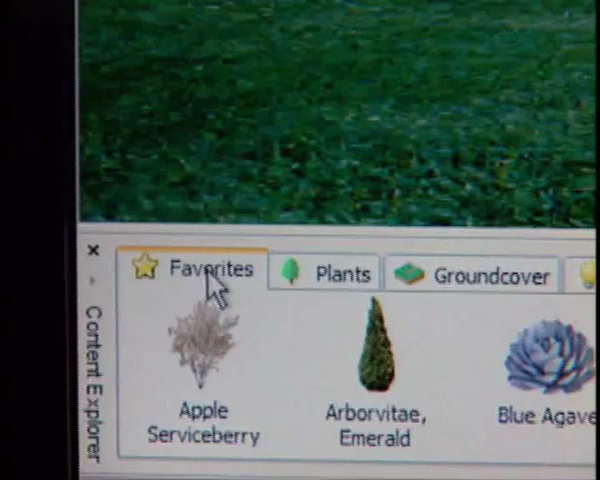 Favorites
Plants
Groundcover
Content Explorer
Apple
Serviceberry
Arborvitae,
Emerald
Blue Agave